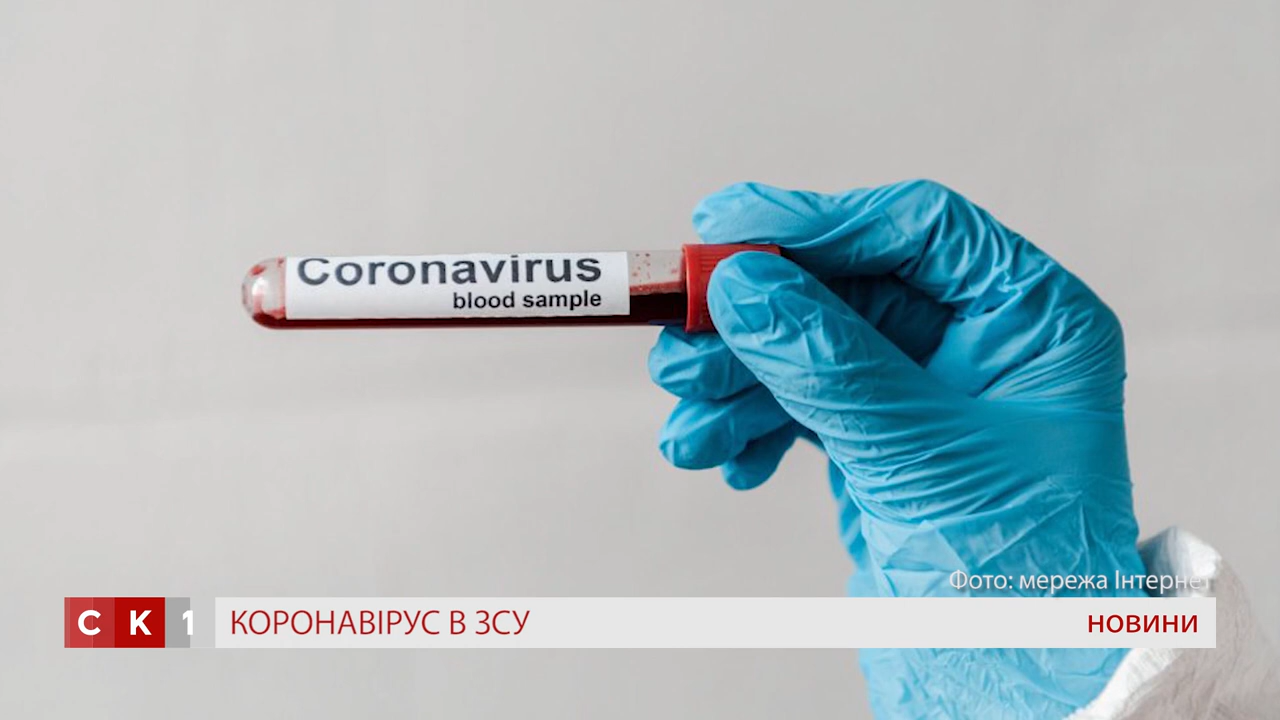 Coronavirus
blood sample
Фото: мережа Інтернет
СК1
КОРОНАВІРУС В ЗСУ
НОВИНИ